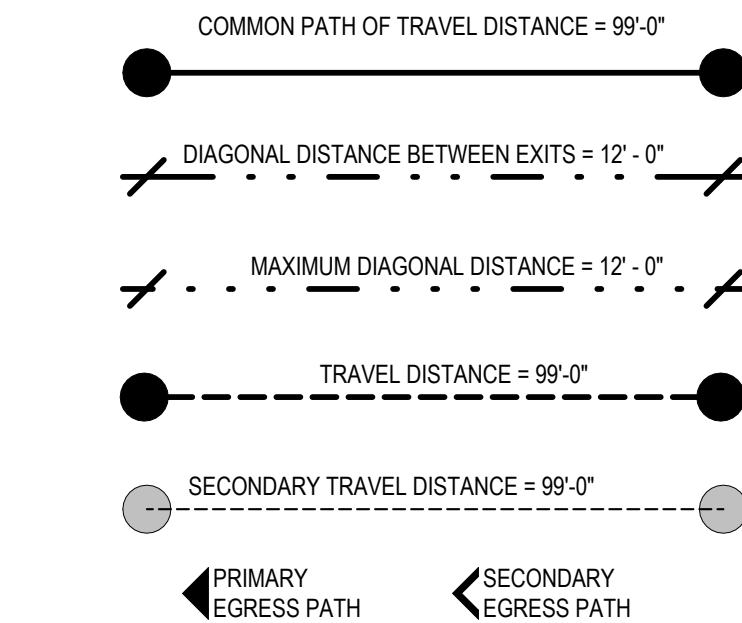 COMMON PATH OF TRAVEL DISTANCE = 99'-0"
DIAGONAL DISTANCE BETWEEN EXITS = 12' - 0"
MAXIMUM DIAGONAL DISTANCE = 12' - 0"
TRAVEL DISTANCE = 99'-0"
SECONDARY TRAVEL DISTANCE = 99'-0"
PRIMARY
EGRESS PATH
SECONDARY
EGRESS PATH